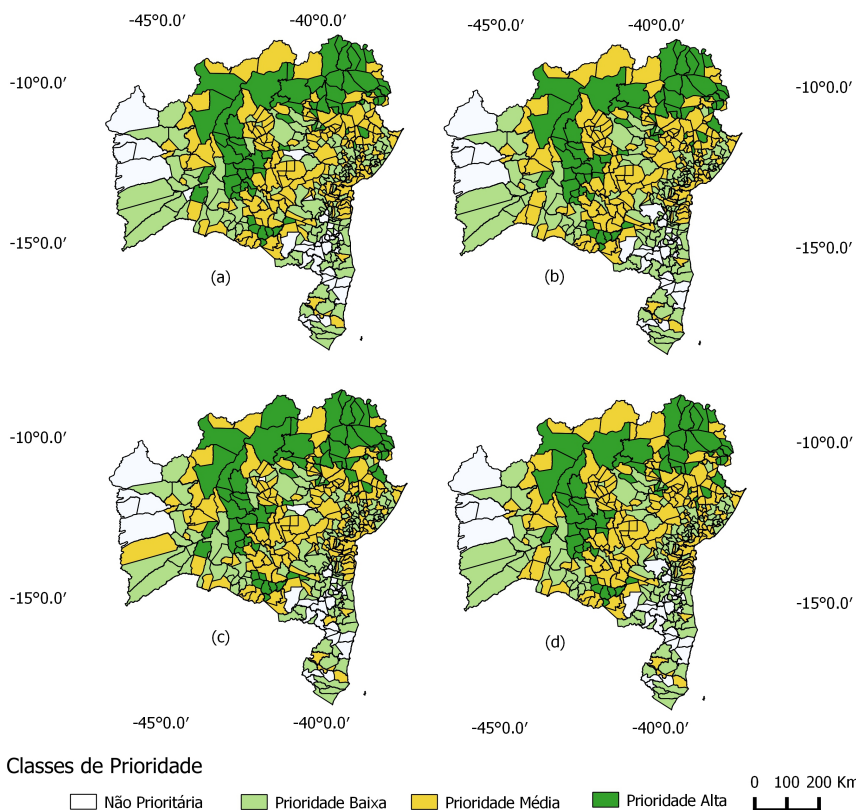 -45°0.0′ -40°0.0′ -45°0.0′ -40°0.0′
-10°0.0′ -10°0.0′
-15°0.0′ -15°0.0′
(a) (b)
-10°0.0′ -10°0.0′
-15°0.0′ -15°0.0′
(c) (d)
-45°0.0′ -40°0.0′ -45°0.0′ -40°0.0′
Classes de Prioridade
0 100 200 Km
Não Prioritária Prioridade Baixa Prioridade Média Prioridade Alta